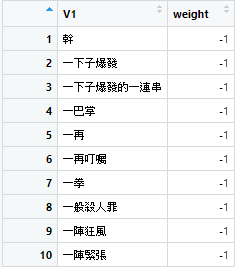 V1 weight
1 幹 -1
2 一下子爆發 -1
3 一下子爆發的一連串 -1
4 一巴掌 -1
5 一再 -1
6 一再叮囑 -1
7 一拳 -1
8 一般殺人罪 -1
9 一陣狂風 -1
10 一陣緊張 -1